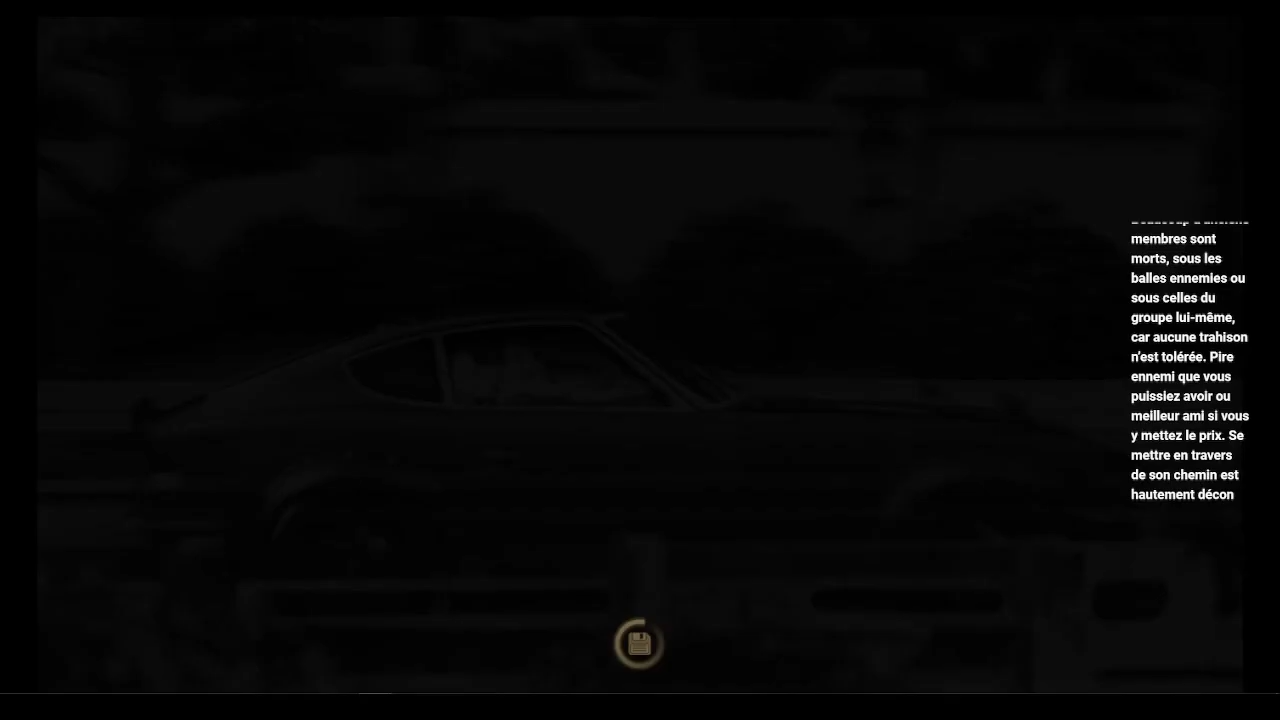 membres sont
morts, sous les
balles ennemies ou
sous celles du
groupe lui-même,
car aucune trahison
n'est tolérée. Pire
ennemi que vous
puissiez avoir ou
meilleur ami si vous
y mettez le prix. Se
mettre en travers
de son chemin est
hautement décon